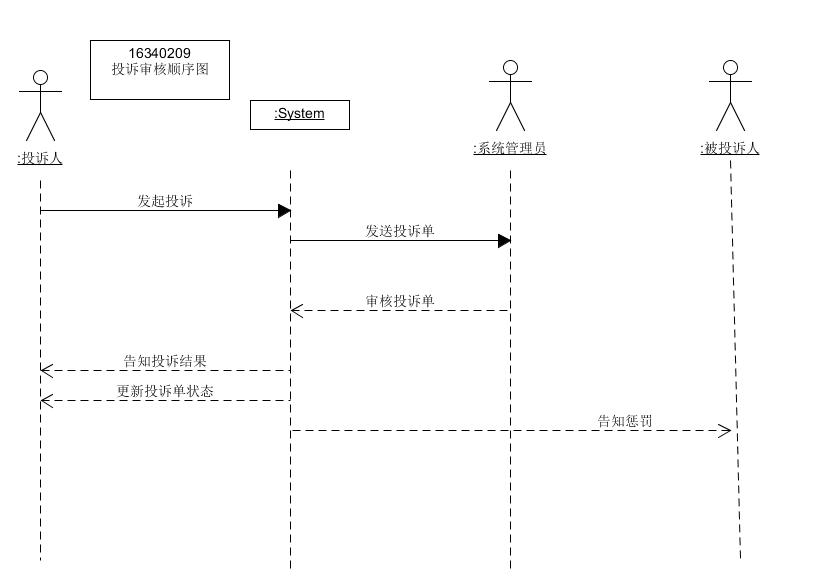 16340209
投诉审核顺序图
:System
:投诉人
:系统管理员
:被投诉人
发起投诉
发送投诉单
审核投诉单
告知投诉结果
更新投诉单状态
告知惩罚